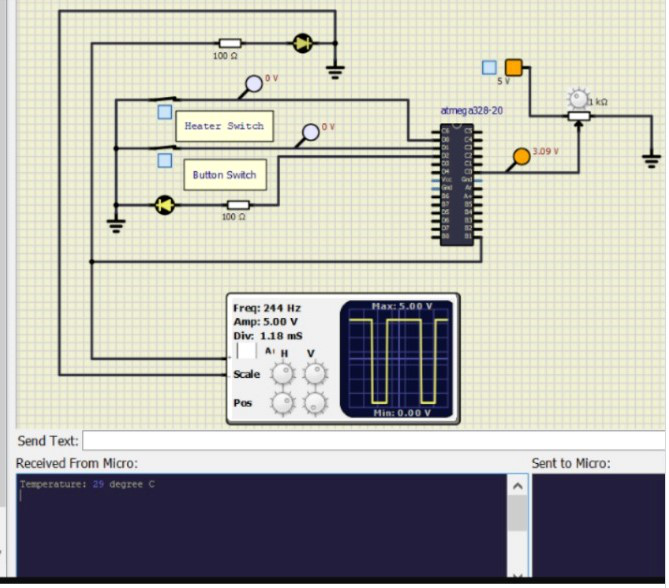 100 Ω
0 V
5 V
1 kΩ
atmega328-20
Heater Switch
0 V
3.09 V
Button Switch
100 Ω
Freq: 244 Hz
Amp: 5.00 V
Div: 1.18 mS
H V
Scale
Pos
Max: 5.00 V
Min: 0.00 V
Send Text:
Received From Micro:
Sent to Micro:
Temperature: 29 degree C